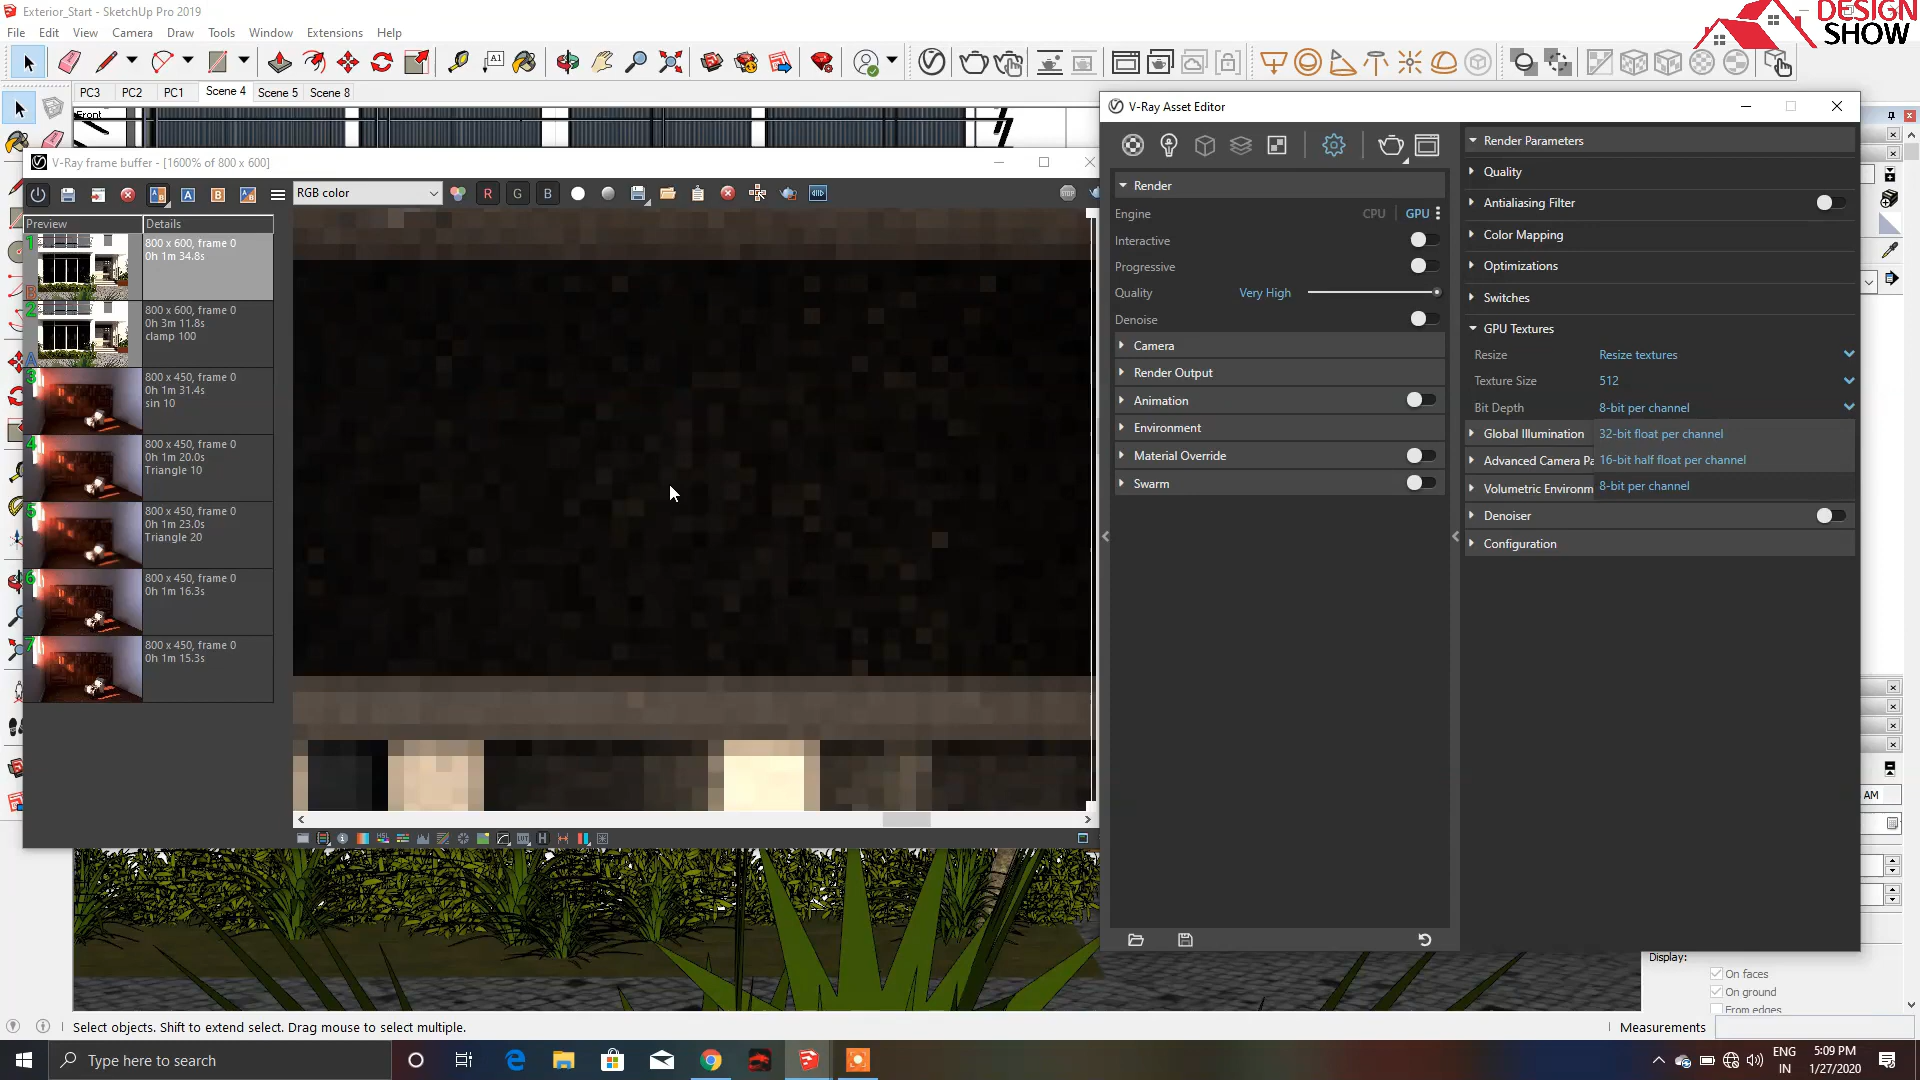 Exterior_Start - SketchUp Pro 2019
DESIGN
SHOW
File Edit View Camera Draw Tools Window Extensions Help
PC3 PC2 PC1 Scene 4 Scene 5 Scene 8
Front
V-Ray frame buffer - [1600% of 800 x 600]
RGB color
R G B
Preview Details
1
800 x 600, frame 0
0h 1m 34.8s
B
2
800 x 600, frame 0
0h 3m 11.8s
clamp 100
A
3
800 x 450, frame 0
0h 1m 31.4s
sin 10
4
800 x 450, frame 0
0h 1m 20.0s
Triangle 10
5
800 x 450, frame 0
0h 1m 23.0s
Triangle 20
6
800 x 450, frame 0
0h 1m 16.3s
7
800 x 450, frame 0
0h 1m 15.3s
V-Ray Asset Editor
Render
Engine CPU GPU
Interactive
Progressive
Quality Very High
Denoise
Camera
Render Output
Animation
Environment
Material Override
Swarm
Render Parameters
Quality
Antialiasing Filter
Color Mapping
Optimizations
Switches
GPU Textures
Resize Resize textures
Texture Size 512
Bit Depth 8-bit per channel
Global Illumination 32-bit float per channel
Advanced Camera Pa 16-bit half float per channel
Volumetric Environm 8-bit per channel
Denoiser
Configuration
AM
Display:
On faces
On ground
From edges
Select objects. Shift to extend select. Drag mouse to select multiple.
Measurements
Type here to search
ENG
IN
5:09 PM
1/27/2020